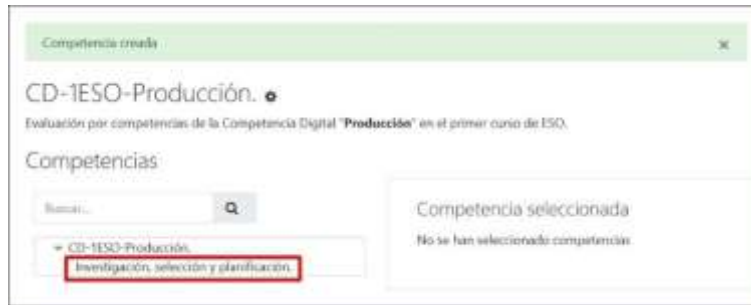 Competencia creada ×
CD-1ESO-Producción.
Evaluación por competencias de la Competencia Digital "Producción" en el primer curso de ESO.
Competencias
Buscar...
Competencia seleccionada
No se han seleccionado competencias
CD-1ESO-Producción.
Investigación, selección y planificación.